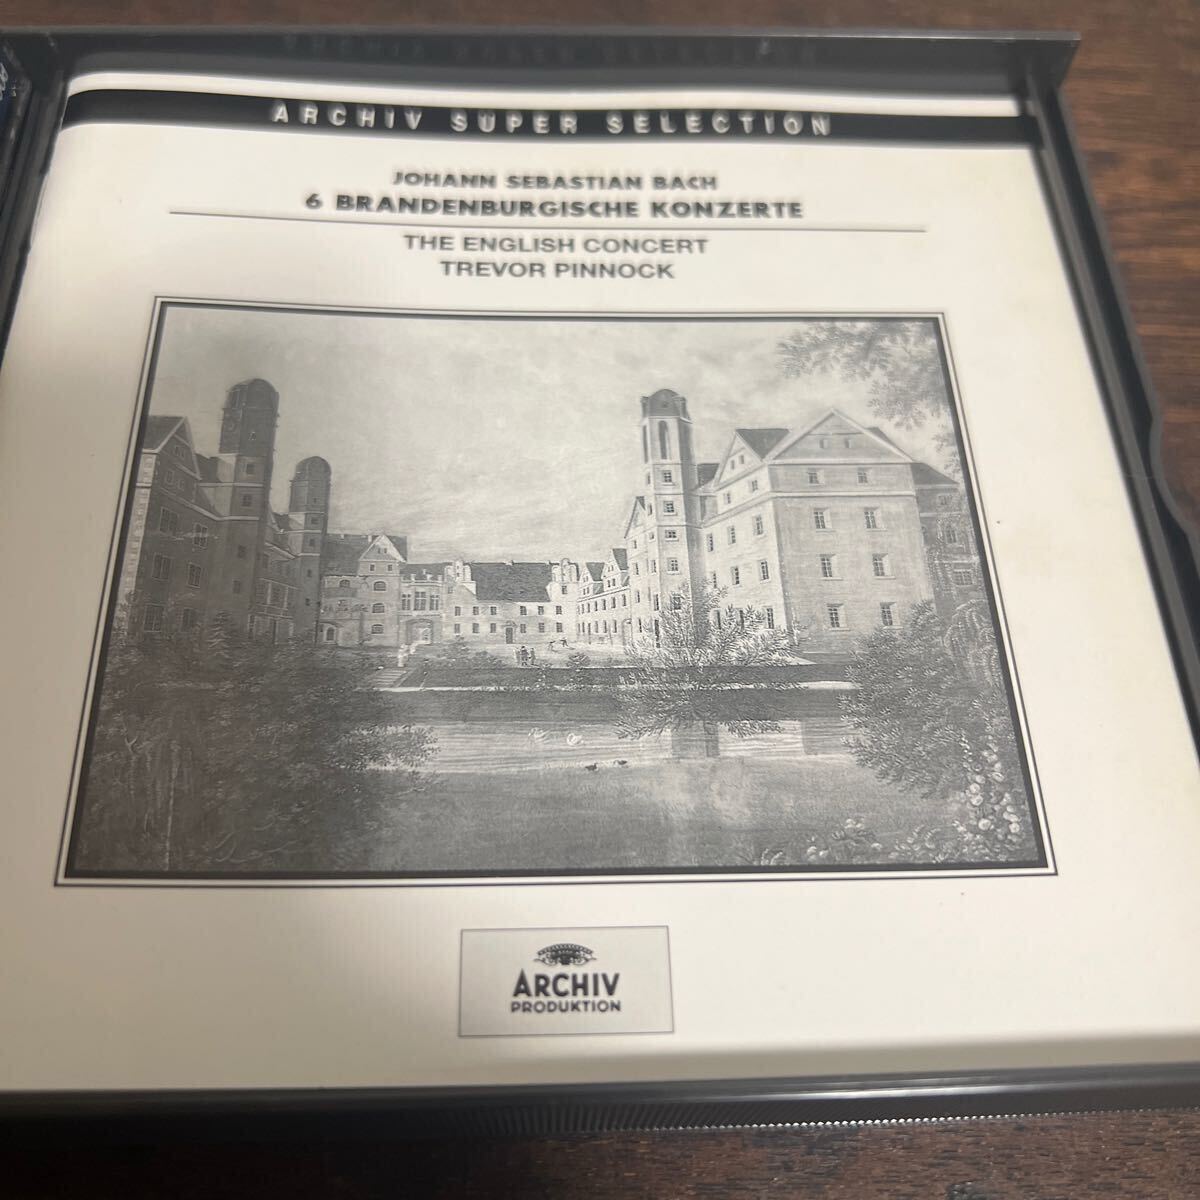 ARCHIV SUPER SELECTION
JOHANN SEBASTIAN BACH
6 BRANDENBURGISCHE KONZERTE
THE ENGLISH CONCERT
TREVOR PINNOCK
ARCHIV
PRODUKTION